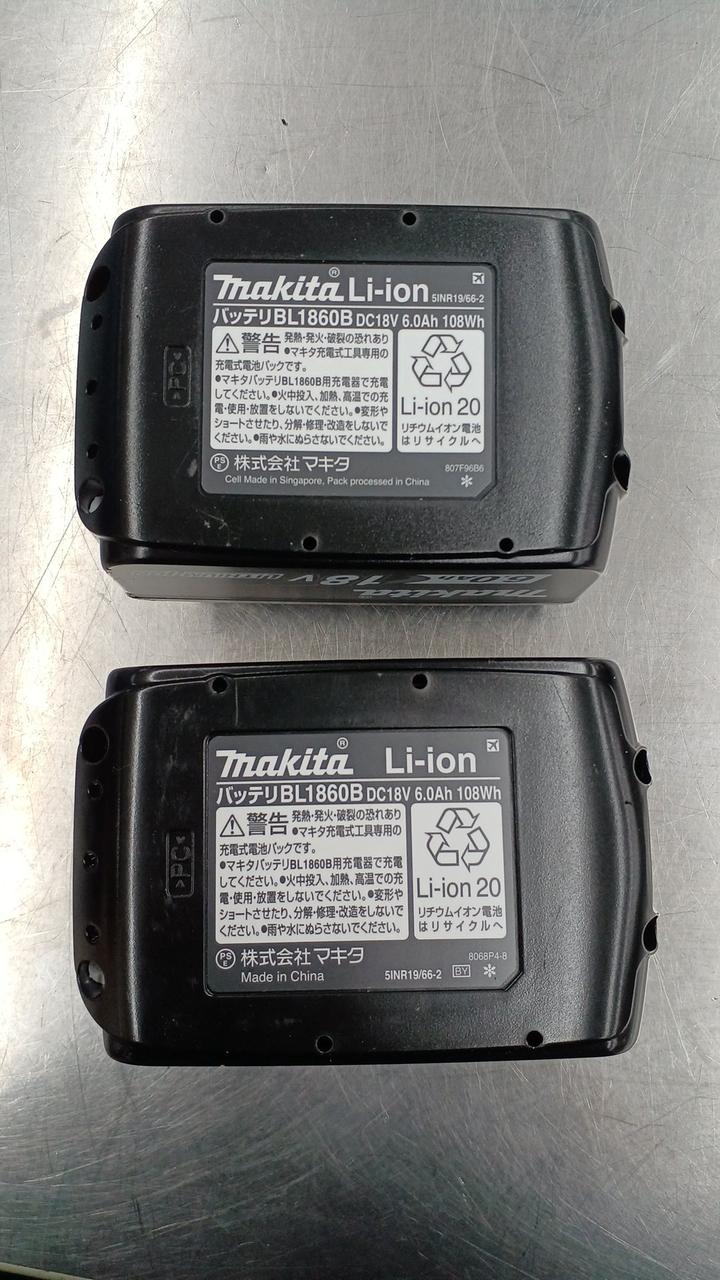 makita® Li-ion 5INR19/66-2
バッテリBL1860B DC18V 6.0Ah 108Wh
警告 発熱・発火・破裂の恐れあり
●マキタ充電式工具専用の
充電式電池パックです。
●マキタバッテリBL1860B用充電器で充電
してください。●火中投入、加熱、高温での充
電・使用・放置をしないでください。●変形や
ショートさせたり、分解・修理・改造をしないで
ください。●雨や水にぬらさないでください。
Li-ion 20
リチウムイオン電池
はリサイクルへ
PSE 株式会社マキタ 807F96B6
Cell Made in Singapore, Pack processed in China
>PC<
makita 6.0Ah 18V LITHIUM-ION
makita® Li-ion
バッテリBL1860B DC18V 6.0Ah 108Wh
警告 発熱・発火・破裂の恐れあり
●マキタ充電式工具専用の
充電式電池パックです。
●マキタバッテリBL1860B用充電器で充電
してください。●火中投入、加熱、高温での充
電・使用・放置をしないでください。●変形や
ショートさせたり、分解・修理・改造をしないで
ください。●雨や水にぬらさないでください。
Li-ion 20
リチウムイオン電池
はリサイクルへ
PSE 株式会社マキタ 8068P4-8
Made in China 5INR19/66-2 BY
>PC<